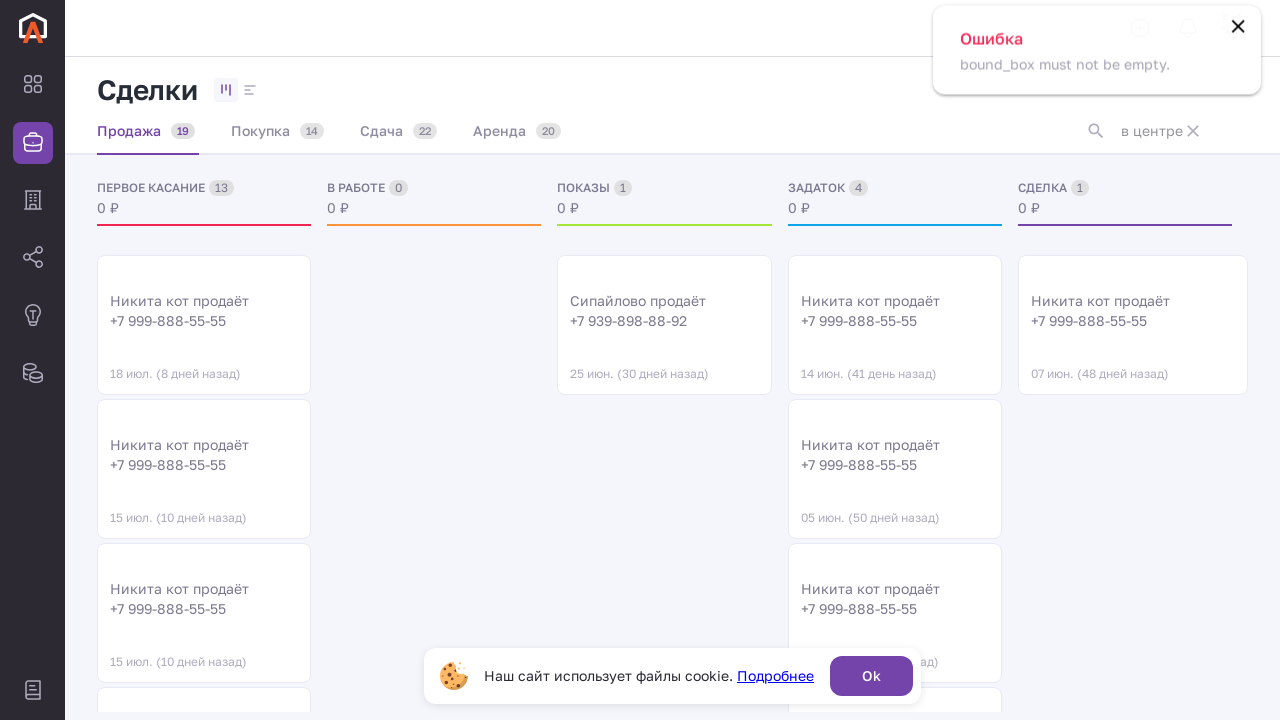 Ошибка
bound_box must not be empty.
Сделки
Продажа 19
Покупка 14
Сдача 22
Аренда 20
в центре
ПЕРВОЕ КАСАНИЕ 13
0 ₽
В РАБОТЕ 0
0 ₽
ПОКАЗЫ 1
0 ₽
ЗАДАТОК 4
0 ₽
СДЕЛКА 1
0 ₽
Никита кот продаёт
+7 999-888-55-55
18 июл. (8 дней назад)
Сипайлово продаёт
+7 939-898-88-92
25 июн. (30 дней назад)
Никита кот продаёт
+7 999-888-55-55
14 июн. (41 день назад)
Никита кот продаёт
+7 999-888-55-55
07 июн. (48 дней назад)
Никита кот продаёт
+7 999-888-55-55
15 июл. (10 дней назад)
Никита кот продаёт
+7 999-888-55-55
05 июн. (50 дней назад)
Никита кот продаёт
+7 999-888-55-55
15 июл. (10 дней назад)
Никита кот продаёт
+7 999-888-55-55
Наш сайт использует файлы cookie. Подробнее
Ok